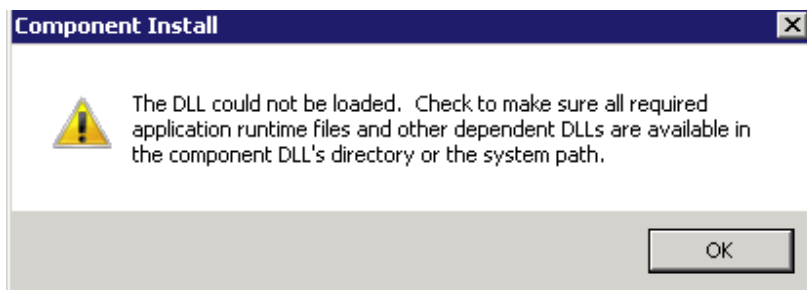 Component Install
The DLL could not be loaded.  Check to make sure all required
application runtime files and other dependent DLLs are available in
the component DLL's directory or the system path.
OK